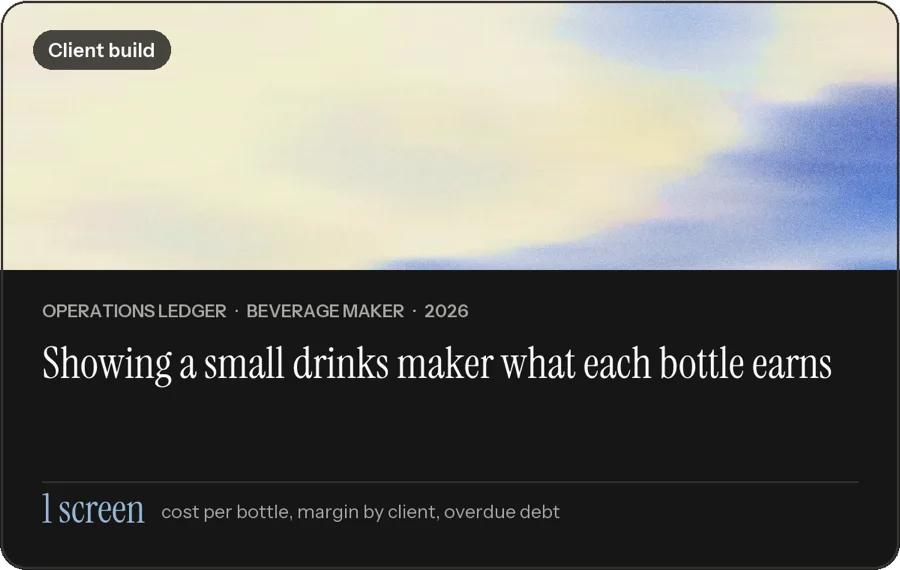 Client build
OPERATIONS LEDGER · BEVERAGE MAKER · 2026
Showing a small drinks maker what each bottle earns
1 screen cost per bottle, margin by client, overdue debt